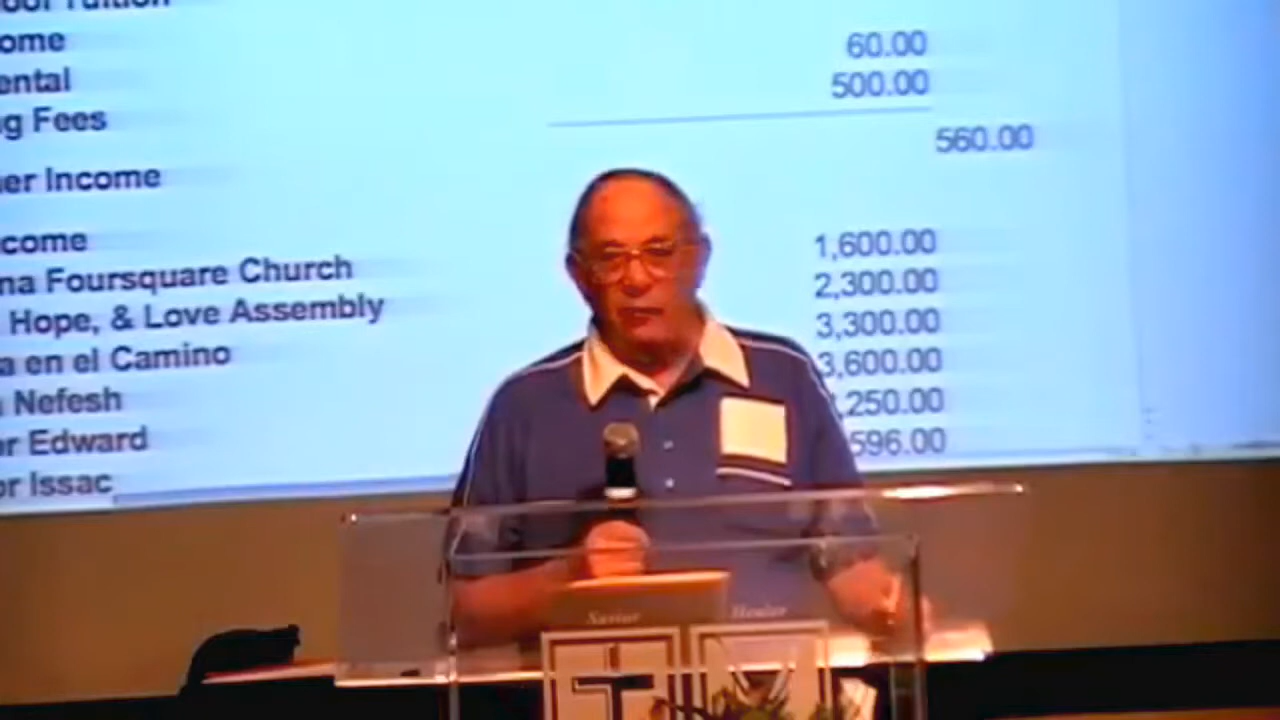 ome 60.00
ental 500.00
g Fees
560.00
er Income
come 1,600.00
na Foursquare Church 2,300.00
Hope, & Love Assembly 3,300.00
a en el Camino 3,600.00
Nefesh ,250.00
r Edward 596.00
or Issac
Savior Healer